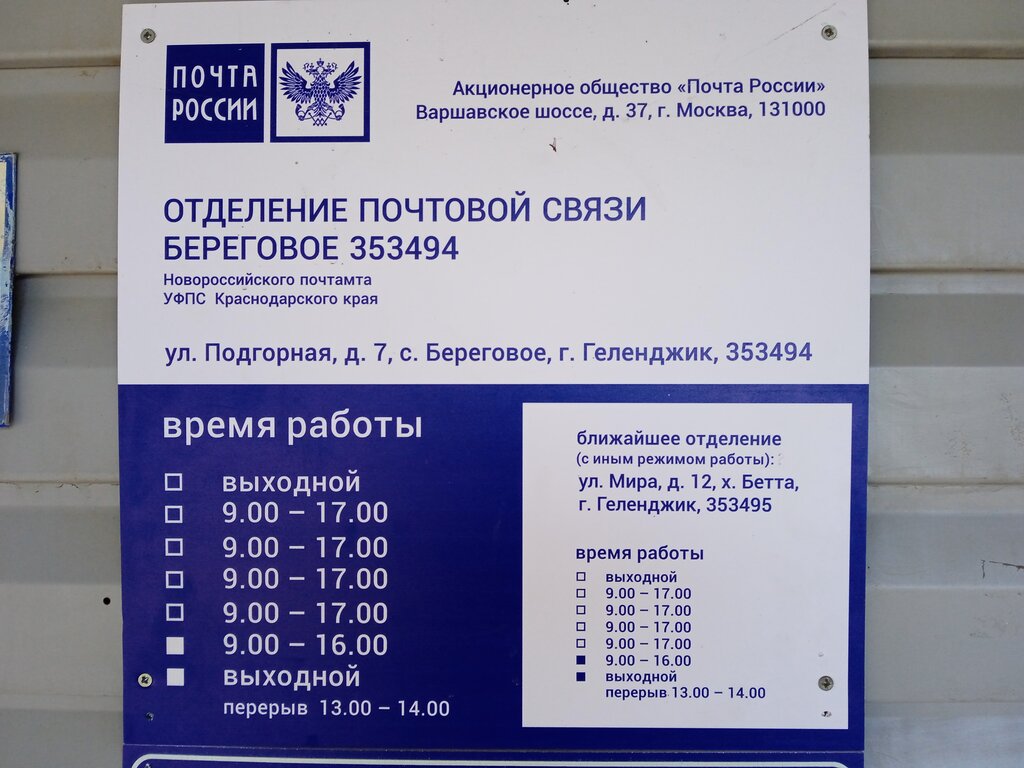 ПОЧТА
РОССИИ
Акционерное общество «Почта России»
Варшавское шоссе, д. 37, г. Москва, 131000
ОТДЕЛЕНИЕ ПОЧТОВОЙ СВЯЗИ
БЕРЕГОВОЕ 353494
Новороссийского почтамта
УФПС Краснодарского края
ул. Подгорная, д. 7, с. Береговое, г. Геленджик, 353494
время работы
выходной
9.00 – 17.00
9.00 – 17.00
9.00 – 17.00
9.00 – 17.00
9.00 – 16.00
выходной
перерыв 13.00 – 14.00
ближайшее отделение
(с иным режимом работы):
ул. Мира, д. 12, х. Бетта,
г. Геленджик, 353495
время работы
выходной
9.00 – 17.00
9.00 – 17.00
9.00 – 17.00
9.00 – 17.00
9.00 – 16.00
выходной
перерыв 13.00 – 14.00